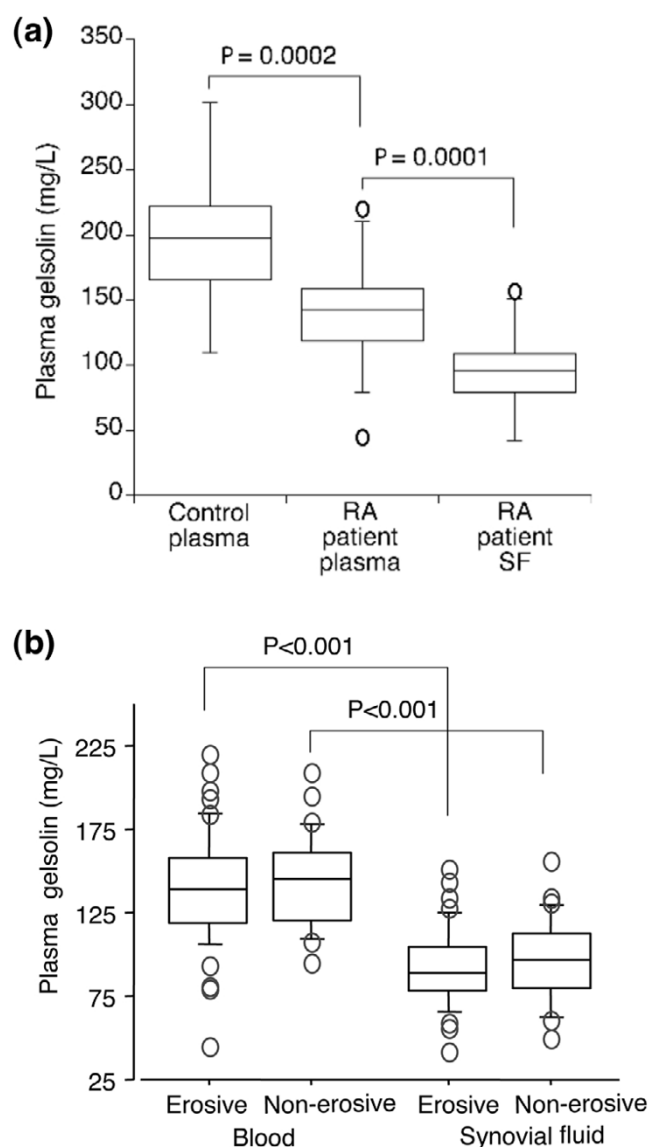 (a)
350
300
250
200
150
100
50
0
Plasma gelsolin (mg/L)
P = 0.0002
P = 0.0001
Control
plasma
RA
patient
plasma
RA
patient
SF
(b)
P<0.001
P<0.001
225
175
125
75
25
Plasma gelsolin (mg/L)
Erosive Non-erosive Erosive Non-erosive
Blood Synovial fluid